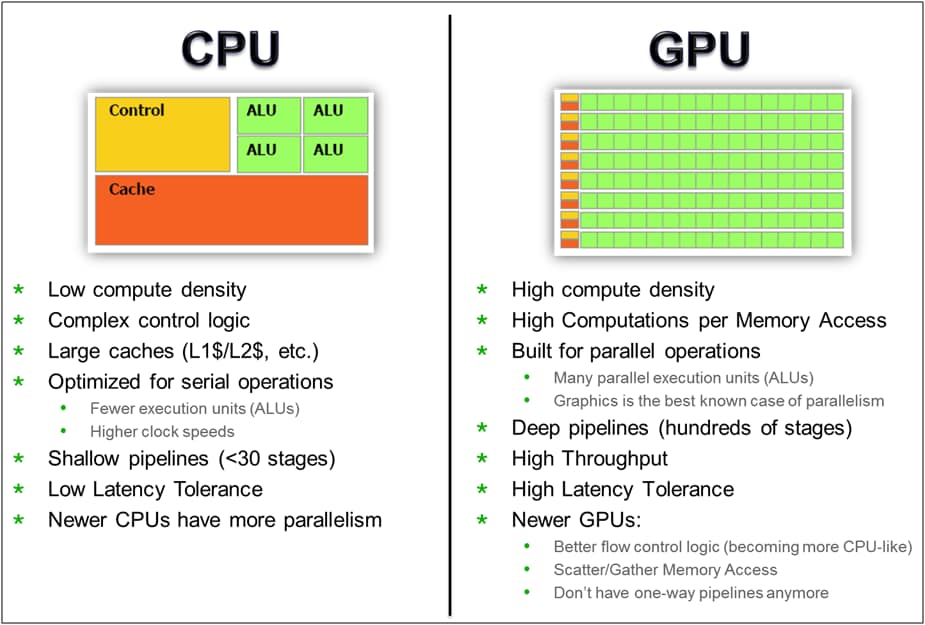 CPU
Control
ALU
ALU
ALU
ALU
Cache
* Low compute density
* Complex control logic
* Large caches (L1$/L2$, etc.)
* Optimized for serial operations
• Fewer execution units (ALUs)
• Higher clock speeds
* Shallow pipelines (<30 stages)
* Low Latency Tolerance
* Newer CPUs have more parallelism
GPU
* High compute density
* High Computations per Memory Access
* Built for parallel operations
• Many parallel execution units (ALUs)
• Graphics is the best known case of parallelism
* Deep pipelines (hundreds of stages)
* High Throughput
* High Latency Tolerance
* Newer GPUs:
• Better flow control logic (becoming more CPU-like)
• Scatter/Gather Memory Access
• Don't have one-way pipelines anymore